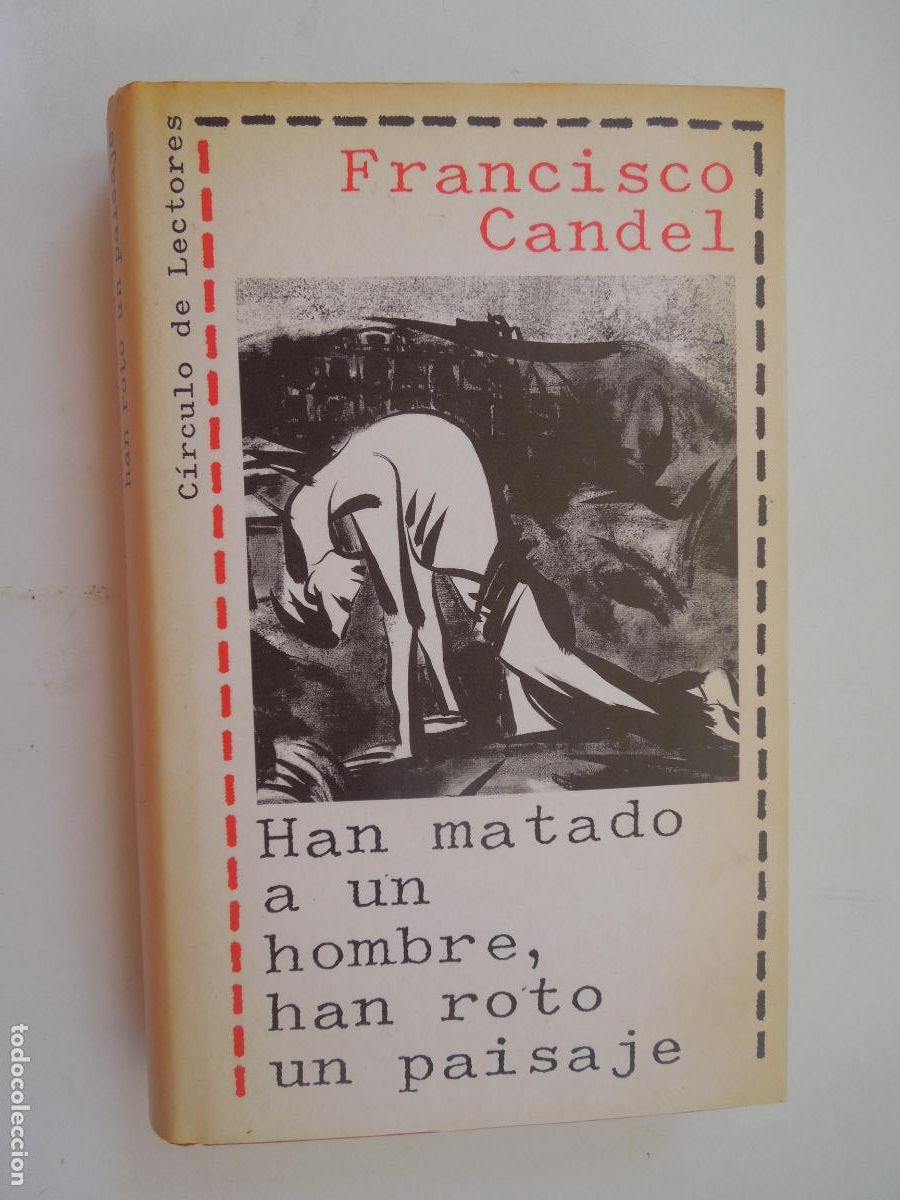 Francisco
Candel
Círculo de Lectores
han roto un paisaje
Han matado
a un
hombre,
han roto
un paisaje
todocoleccion